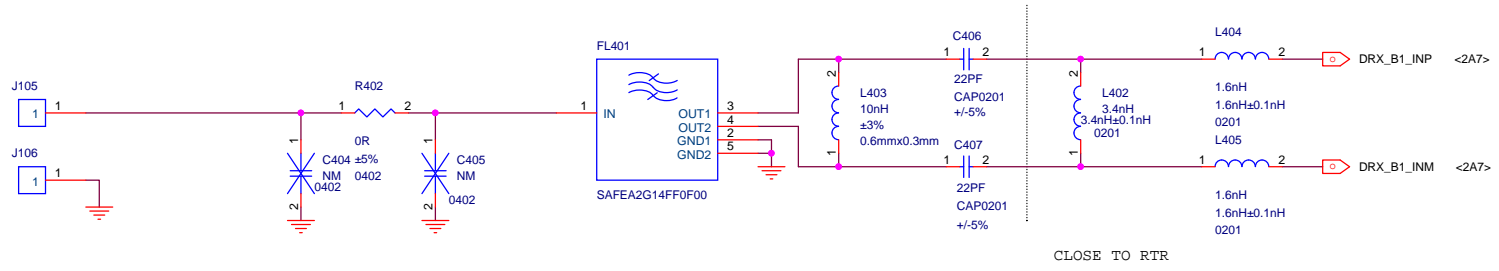 J105
1
1
J106
1
1
R402
1
2
0R
±5%
0402
1
C404
NM
0402
2
1
C405
NM
0402
2
FL401
1
IN
OUT1
3
OUT2
4
GND1
2
GND2
5
SAFEA2G14FF0F00
2
L403
10nH
±3%
0.6mmx0.3mm
1
C406
1
2
22PF
CAP0201
+/-5%
C407
1
2
22PF
CAP0201
+/-5%
2
L402
3.4nH
3.4nH±0.1nH
0201
1
L404
1
2
1.6nH
1.6nH±0.1nH
0201
L405
1
2
1.6nH
1.6nH±0.1nH
0201
DRX_B1_INP <2A7>
DRX_B1_INM <2A7>
CLOSE TO RTR